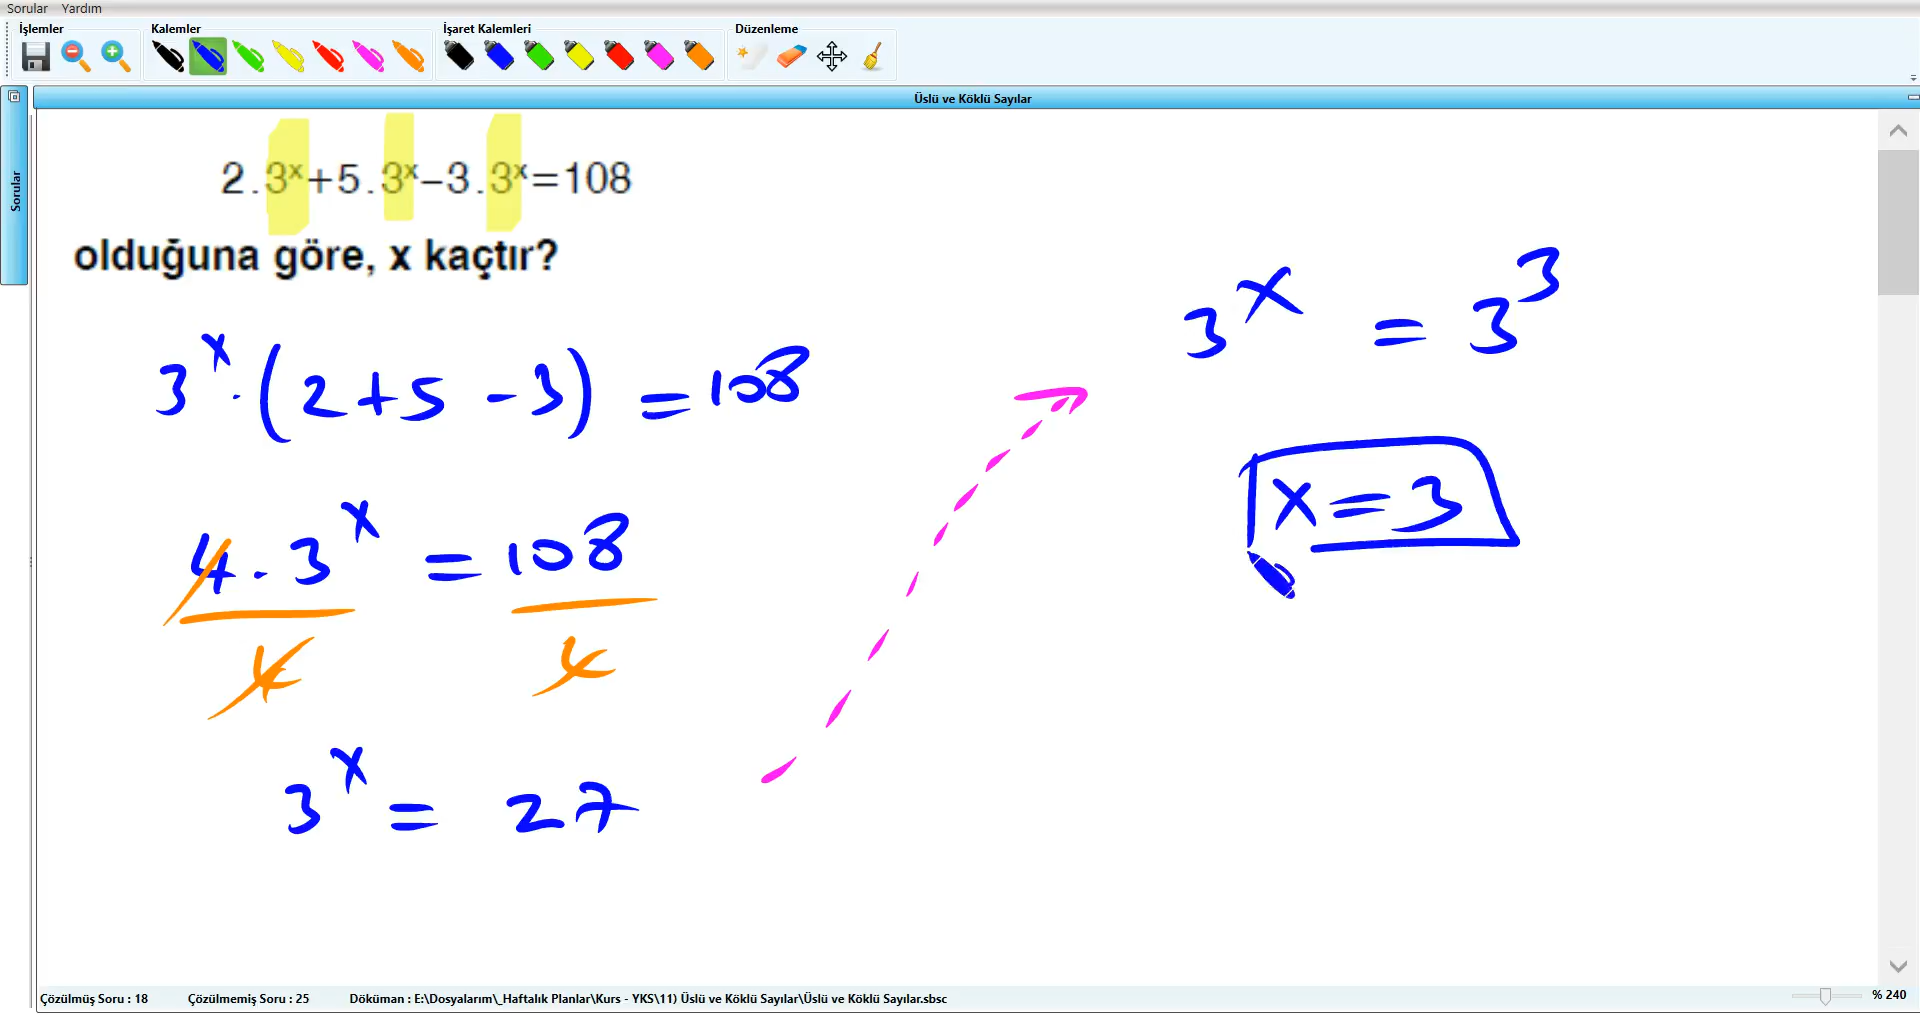 Sorular Yardım
İşlemler Kalemler İşaret Kalemleri Düzenleme
Üslü ve Köklü Sayılar
Sorular
2.3ˣ+5.3ˣ−3.3ˣ=108
olduğuna göre, x kaçtır?
3ˣ · (2+5-3) = 108
4 · 3ˣ = 108
4 4
3ˣ = 27
3ˣ = 3³
x = 3
Çözülmüş Soru : 18 Çözülmemiş Soru : 25 Döküman : E:\Dosyalarım\_Haftalık Planlar\Kurs - YKS\11) Üslü ve Köklü Sayılar\Üslü ve Köklü Sayılar.sbsc % 240